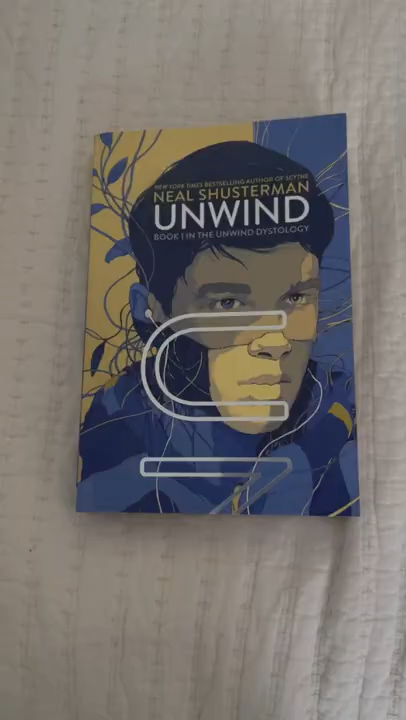 NEW YORK TIMES BESTSELLING AUTHOR OF SCYTHE
NEAL SHUSTERMAN
UNWIND
BOOK 1 IN THE UNWIND DYSTOLOGY